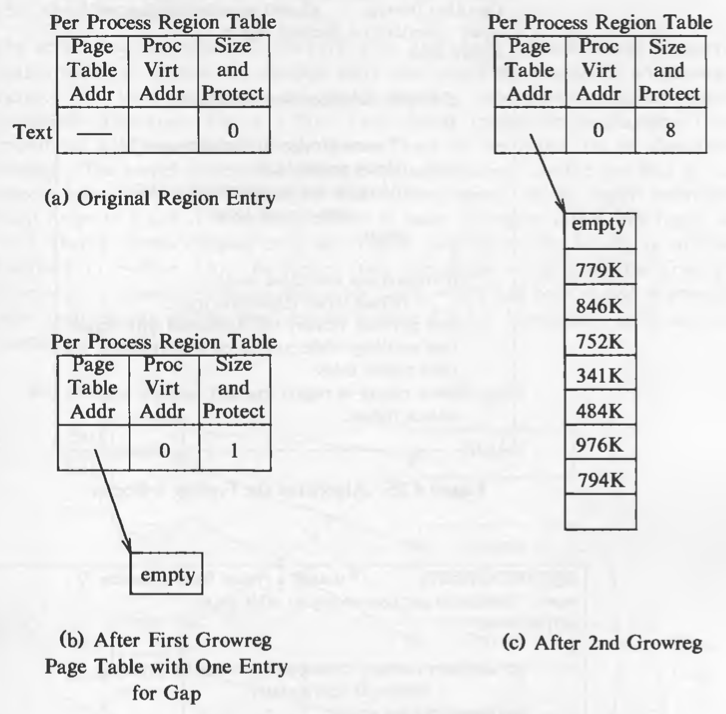 Per Process Region Table
Page Proc Size
Table Virt and
Addr Addr Protect
Text — 0
(a) Original Region Entry
Per Process Region Table
Page Proc Size
Table Virt and
Addr Addr Protect
0 1
empty
(b) After First Growreg
Page Table with One Entry
for Gap
Per Process Region Table
Page Proc Size
Table Virt and
Addr Addr Protect
0 8
empty
779K
846K
752K
341K
484K
976K
794K
(c) After 2nd Growreg